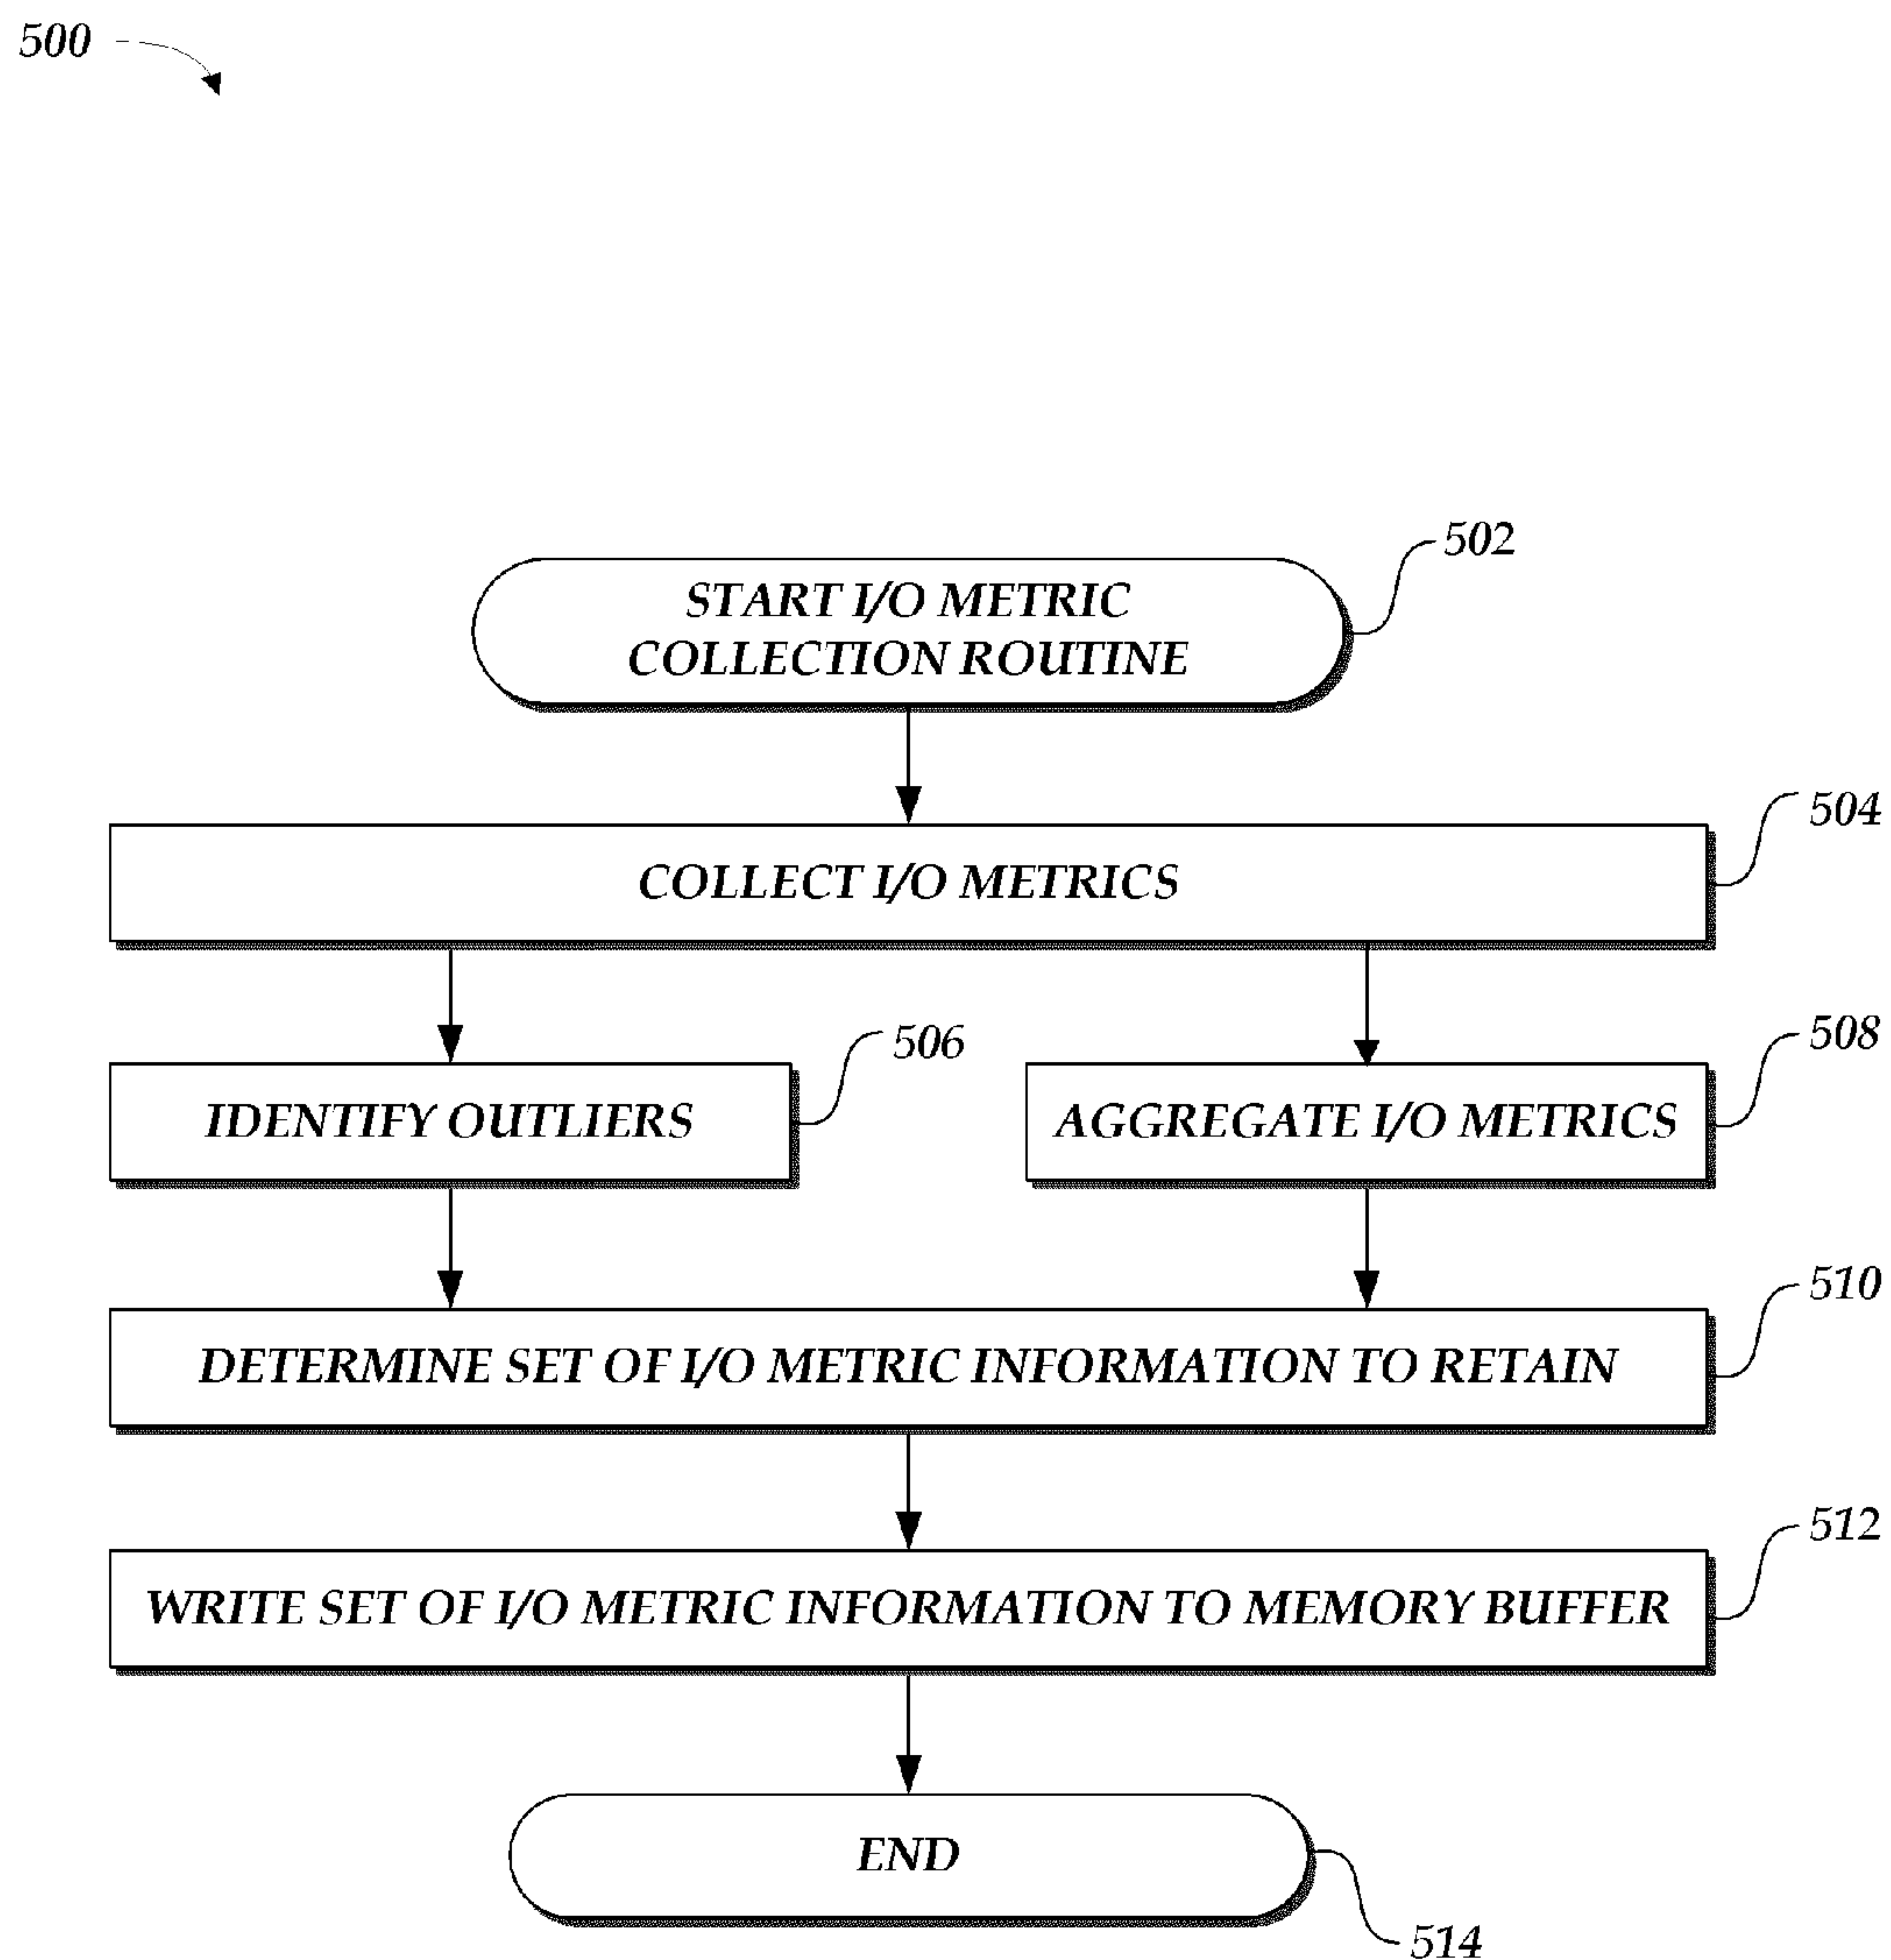 500
502
START I/O METRIC
COLLECTION ROUTINE
504
COLLECT I/O METRICS
506
IDENTIFY OUTLIERS
508
AGGREGATE I/O METRICS
510
DETERMINE SET OF I/O METRIC INFORMATION TO RETAIN
512
WRITE SET OF I/O METRIC INFORMATION TO MEMORY BUFFER
END
514